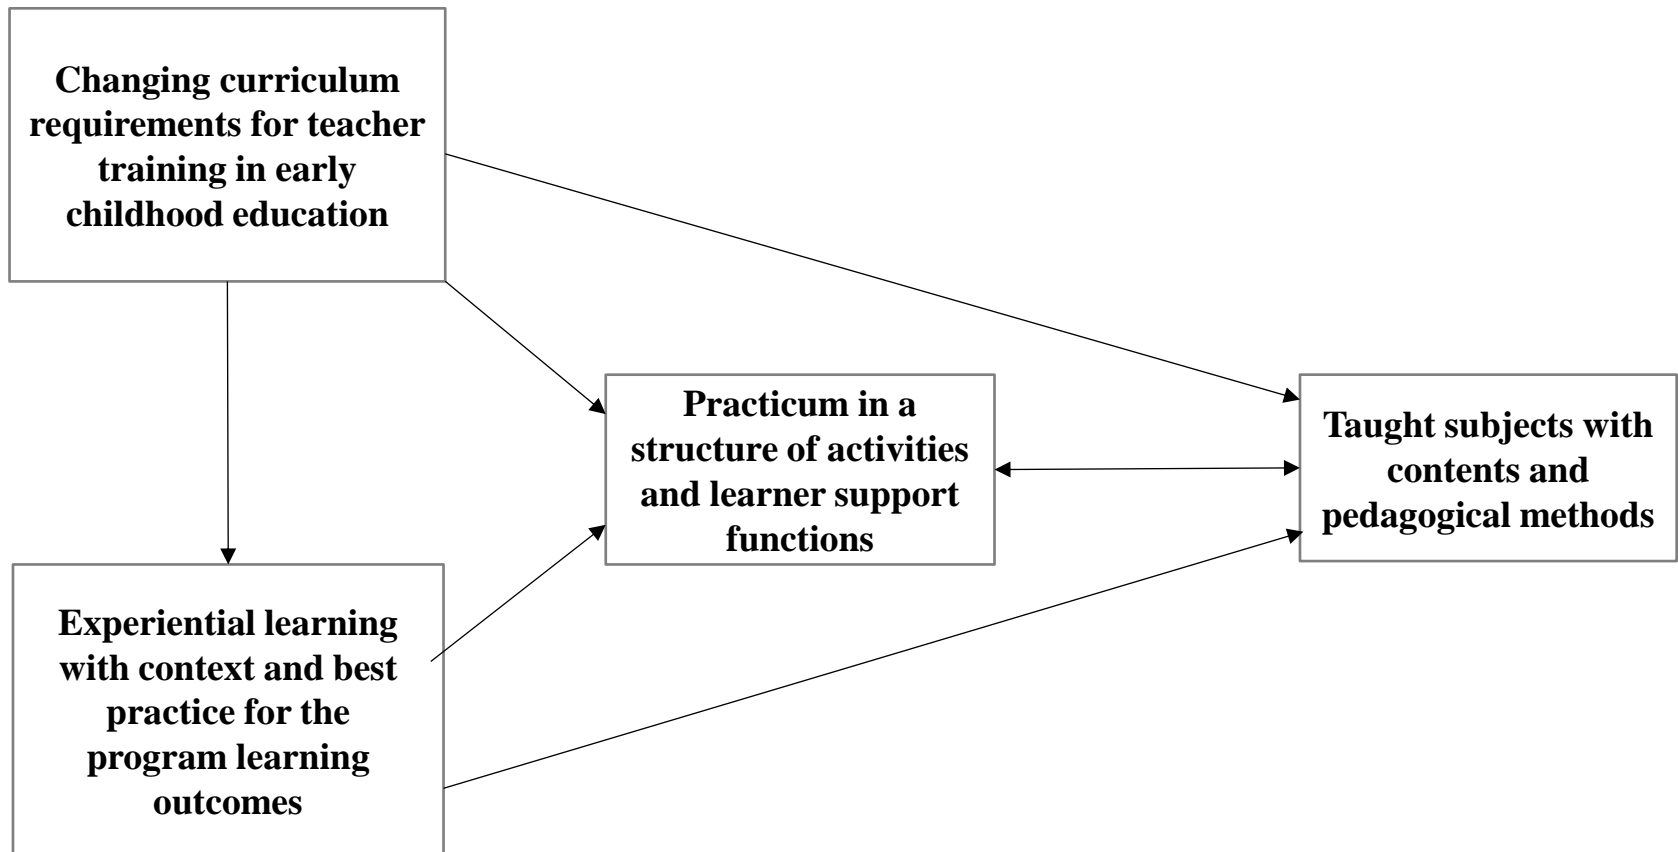 Changing curriculum
requirements for teacher
training in early
childhood education
Practicum in a
structure of activities
and learner support
functions
Taught subjects with
contents and
pedagogical methods
Experiential learning
with context and best
practice for the
program learning
outcomes